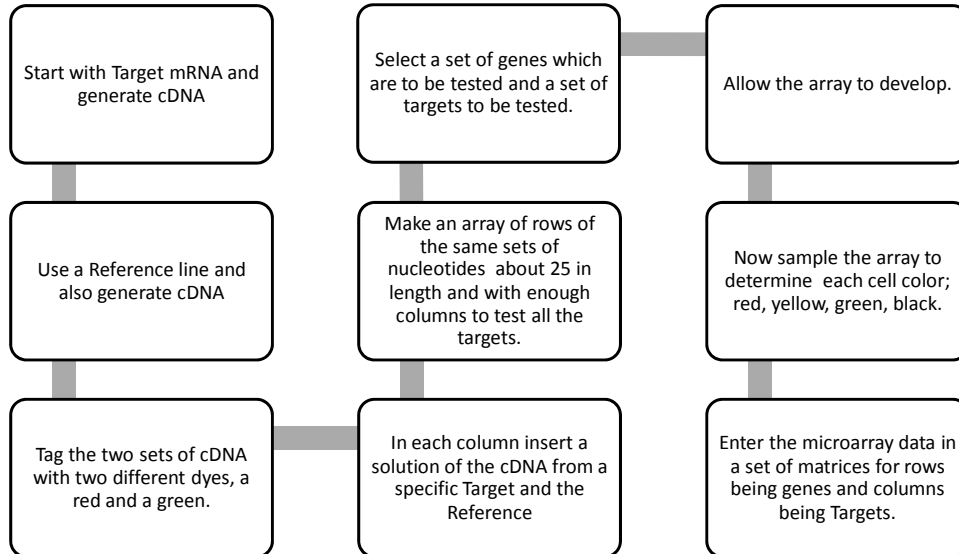 Start with Target mRNA and
generate cDNA
Use a Reference line and
also generate cDNA
Tag the two sets of cDNA
with two different dyes, a
red and a green.
In each column insert a
solution of the cDNA from a
specific Target and the
Reference
Make an array of rows of
the same sets of
nucleotides about 25 in
length and with enough
columns to test all the
targets.
Select a set of genes which
are to be tested and a set of
targets to be tested.
Allow the array to develop.
Now sample the array to
determine each cell color;
red, yellow, green, black.
Enter the microarray data in
a set of matrices for rows
being genes and columns
being Targets.